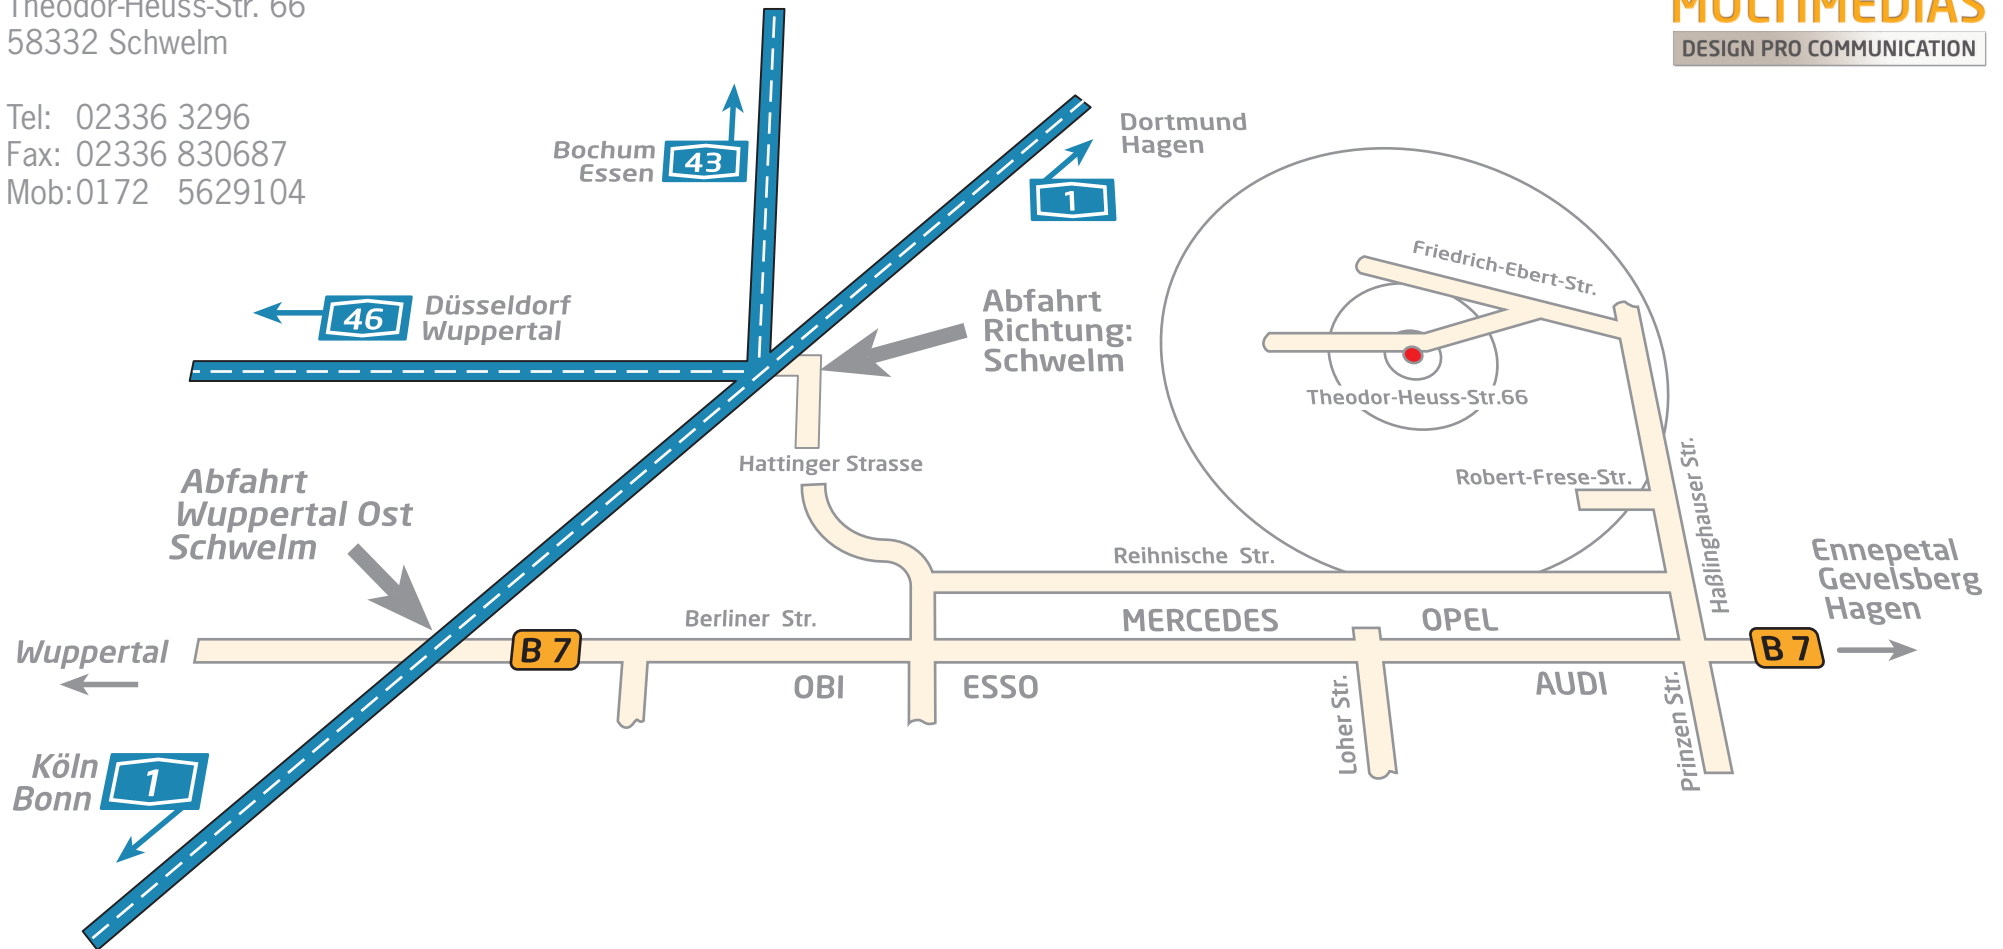 Theodor-Heuss-Str. 66
58332 Schwelm
Tel: 02336 3296
Fax: 02336 830687
Mob:0172 5629104
MULTIMEDIAS
DESIGN PRO COMMUNICATION
Bochum
Essen
43
Dortmund
Hagen
1
46
Düsseldorf
Wuppertal
Abfahrt
Richtung:
Schwelm
Friedrich-Ebert-Str.
Theodor-Heuss-Str.66
Hattinger Strasse
Robert-Frese-Str.
Haßlinghauser Str.
Abfahrt
Wuppertal Ost
Schwelm
Reihnische Str.
Ennepetal
Gevelsberg
Hagen
Berliner Str.
MERCEDES
OPEL
Wuppertal
B 7
B 7
OBI
ESSO
AUDI
Loher Str.
Prinzen Str.
Köln
Bonn
1